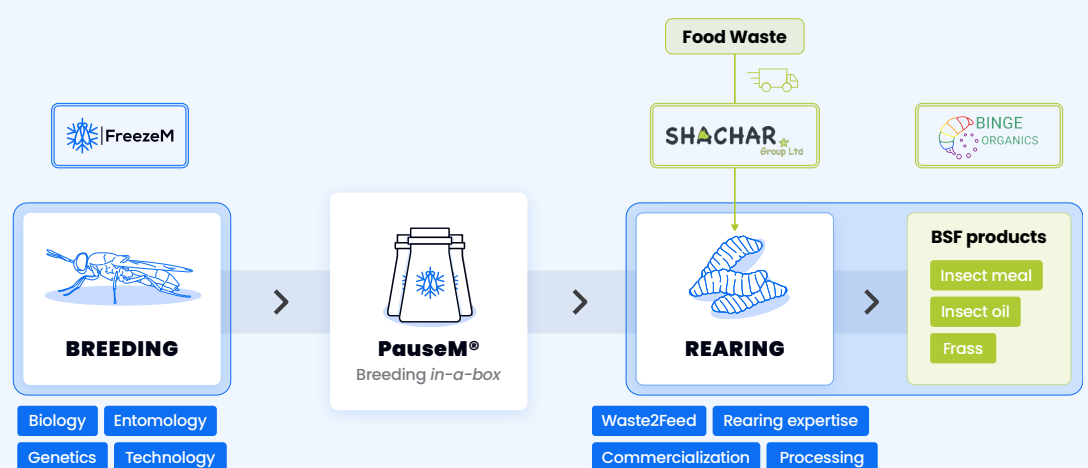 Food Waste
FreezeM
SHACHAR
Group Ltd
BINGE
ORGANICS
BREEDING
PauseM®
Breeding in-a-box
REARING
BSF products
Insect meal
Insect oil
Frass
Biology
Entomology
Genetics
Technology
Waste2Feed
Rearing expertise
Commercialization
Processing